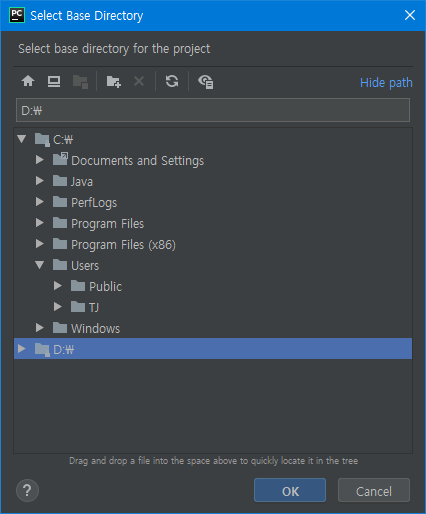 PC Select Base Directory
Select base directory for the project
Hide path
D:₩
C:₩
Documents and Settings
Java
PerfLogs
Program Files
Program Files (x86)
Users
Public
TJ
Windows
D:₩
Drag and drop a file into the space above to quickly locate it in the tree
? OK Cancel